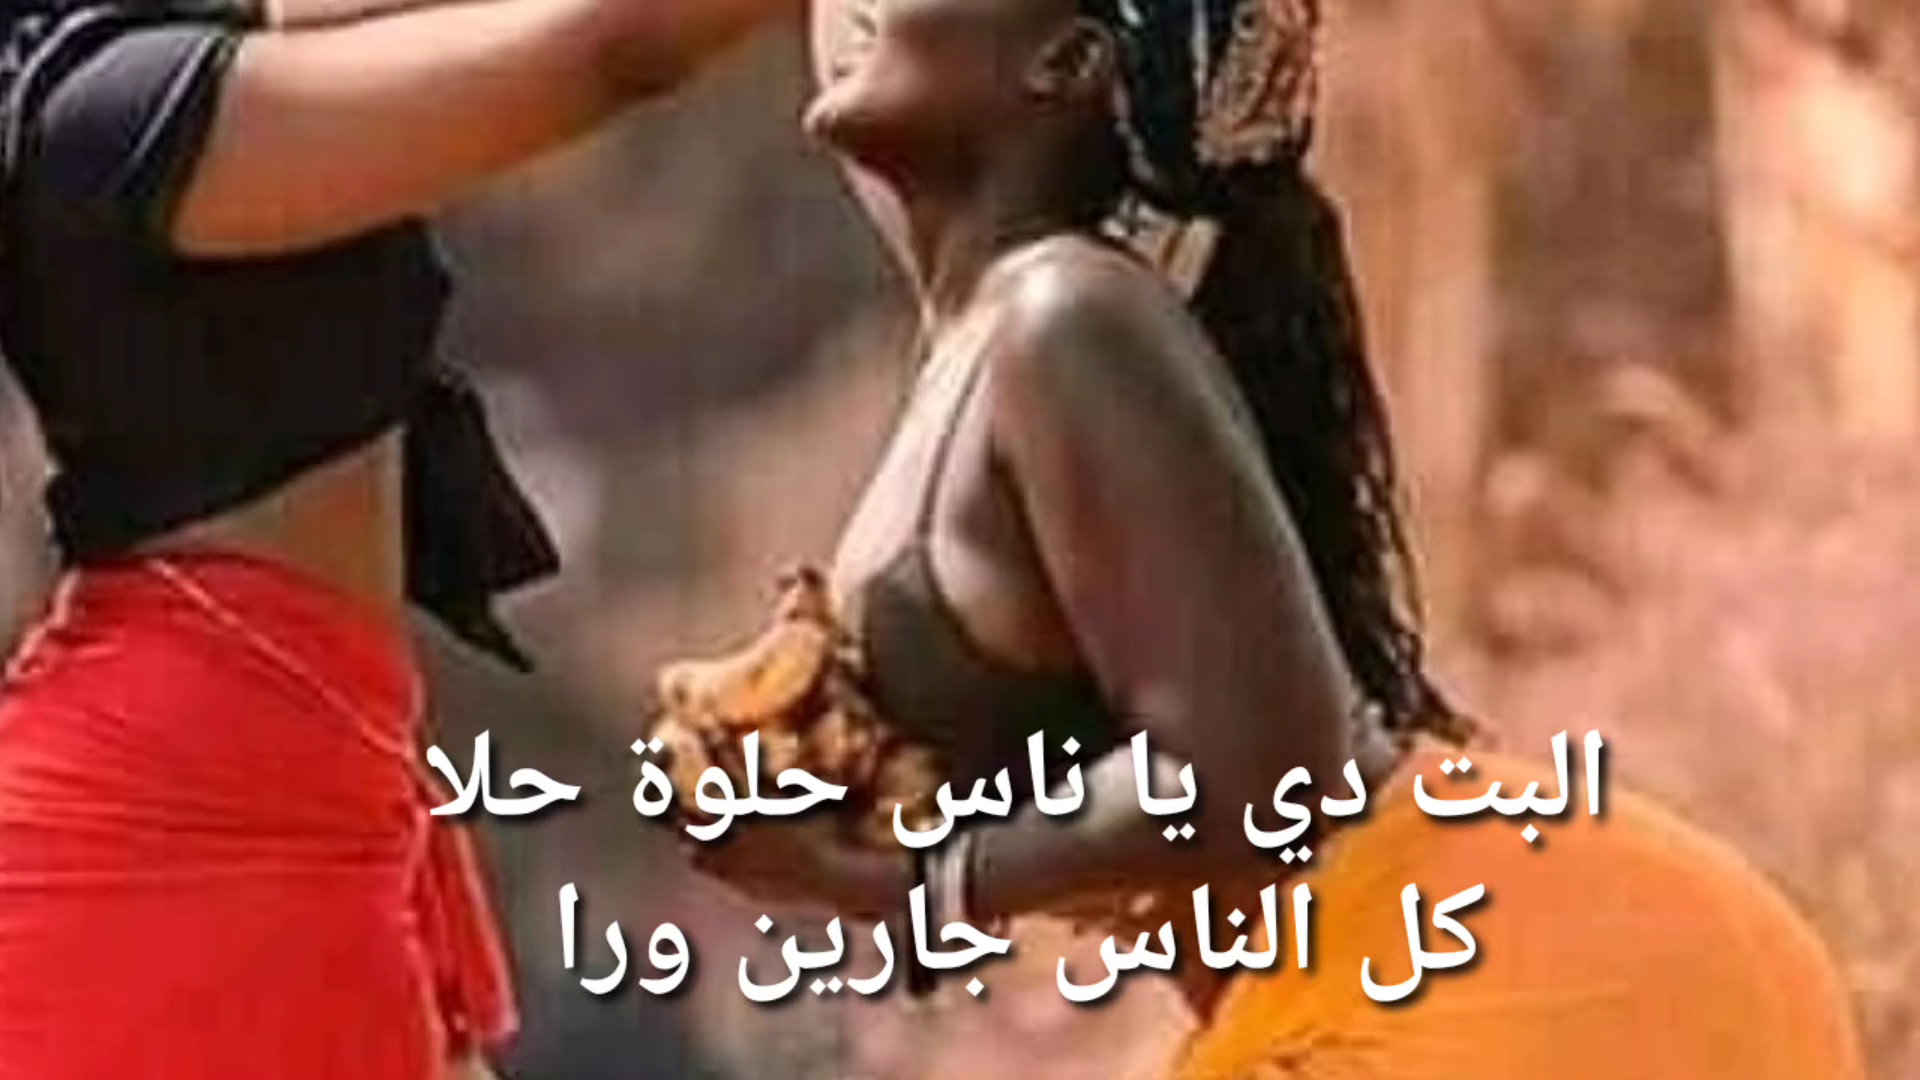 البت دي يا ناس حلوة حلا
كل الناس جارين ورا